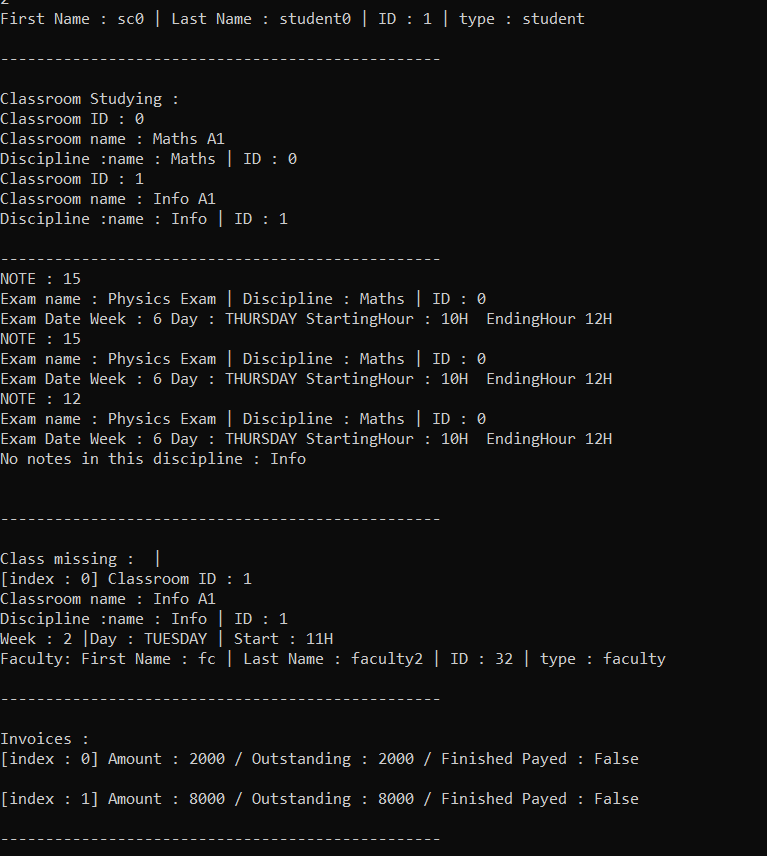 2
First Name : sc0 | Last Name : student0 | ID : 1 | type : student
-------------------------------------------------
Classroom Studying :
Classroom ID : 0
Classroom name : Maths A1
Discipline :name : Maths | ID : 0
Classroom ID : 1
Classroom name : Info A1
Discipline :name : Info | ID : 1
-------------------------------------------------
NOTE : 15
Exam name : Physics Exam | Discipline : Maths | ID : 0
Exam Date Week : 6 Day : THURSDAY StartingHour : 10H  EndingHour 12H
NOTE : 15
Exam name : Physics Exam | Discipline : Maths | ID : 0
Exam Date Week : 6 Day : THURSDAY StartingHour : 10H  EndingHour 12H
NOTE : 12
Exam name : Physics Exam | Discipline : Maths | ID : 0
Exam Date Week : 6 Day : THURSDAY StartingHour : 10H  EndingHour 12H
No notes in this discipline : Info
-------------------------------------------------
Class missing :  |
[index : 0] Classroom ID : 1
Classroom name : Info A1
Discipline :name : Info | ID : 1
Week : 2 |Day : TUESDAY | Start : 11H
Faculty: First Name : fc | Last Name : faculty2 | ID : 32 | type : faculty
-------------------------------------------------
Invoices :
[index : 0] Amount : 2000 / Outstanding : 2000 / Finished Payed : False
[index : 1] Amount : 8000 / Outstanding : 8000 / Finished Payed : False
-------------------------------------------------